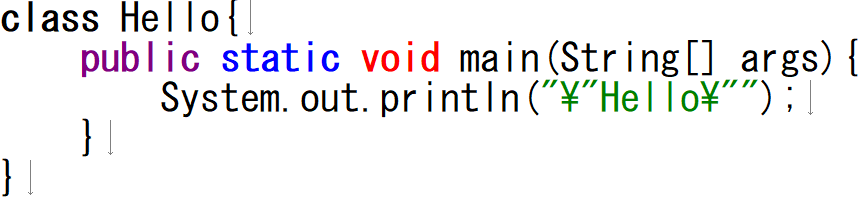 class Hello{
    public static void main(String[] args){
        System.out.println("¥"Hello¥"");
    }
}